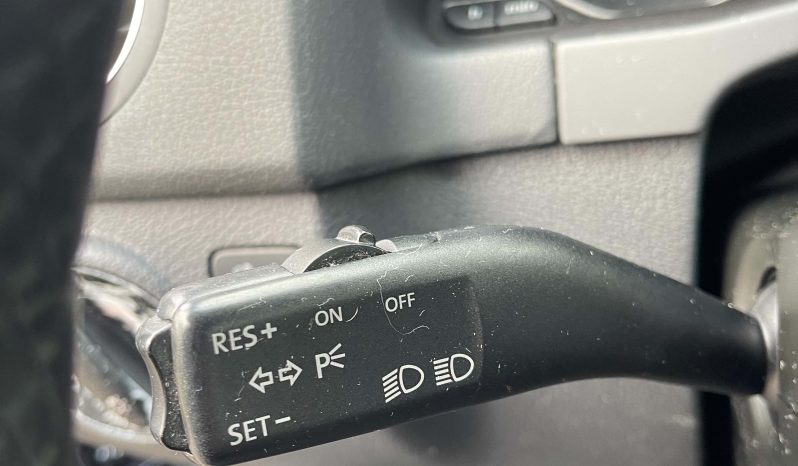 RES+ ON OFF
P
SET-